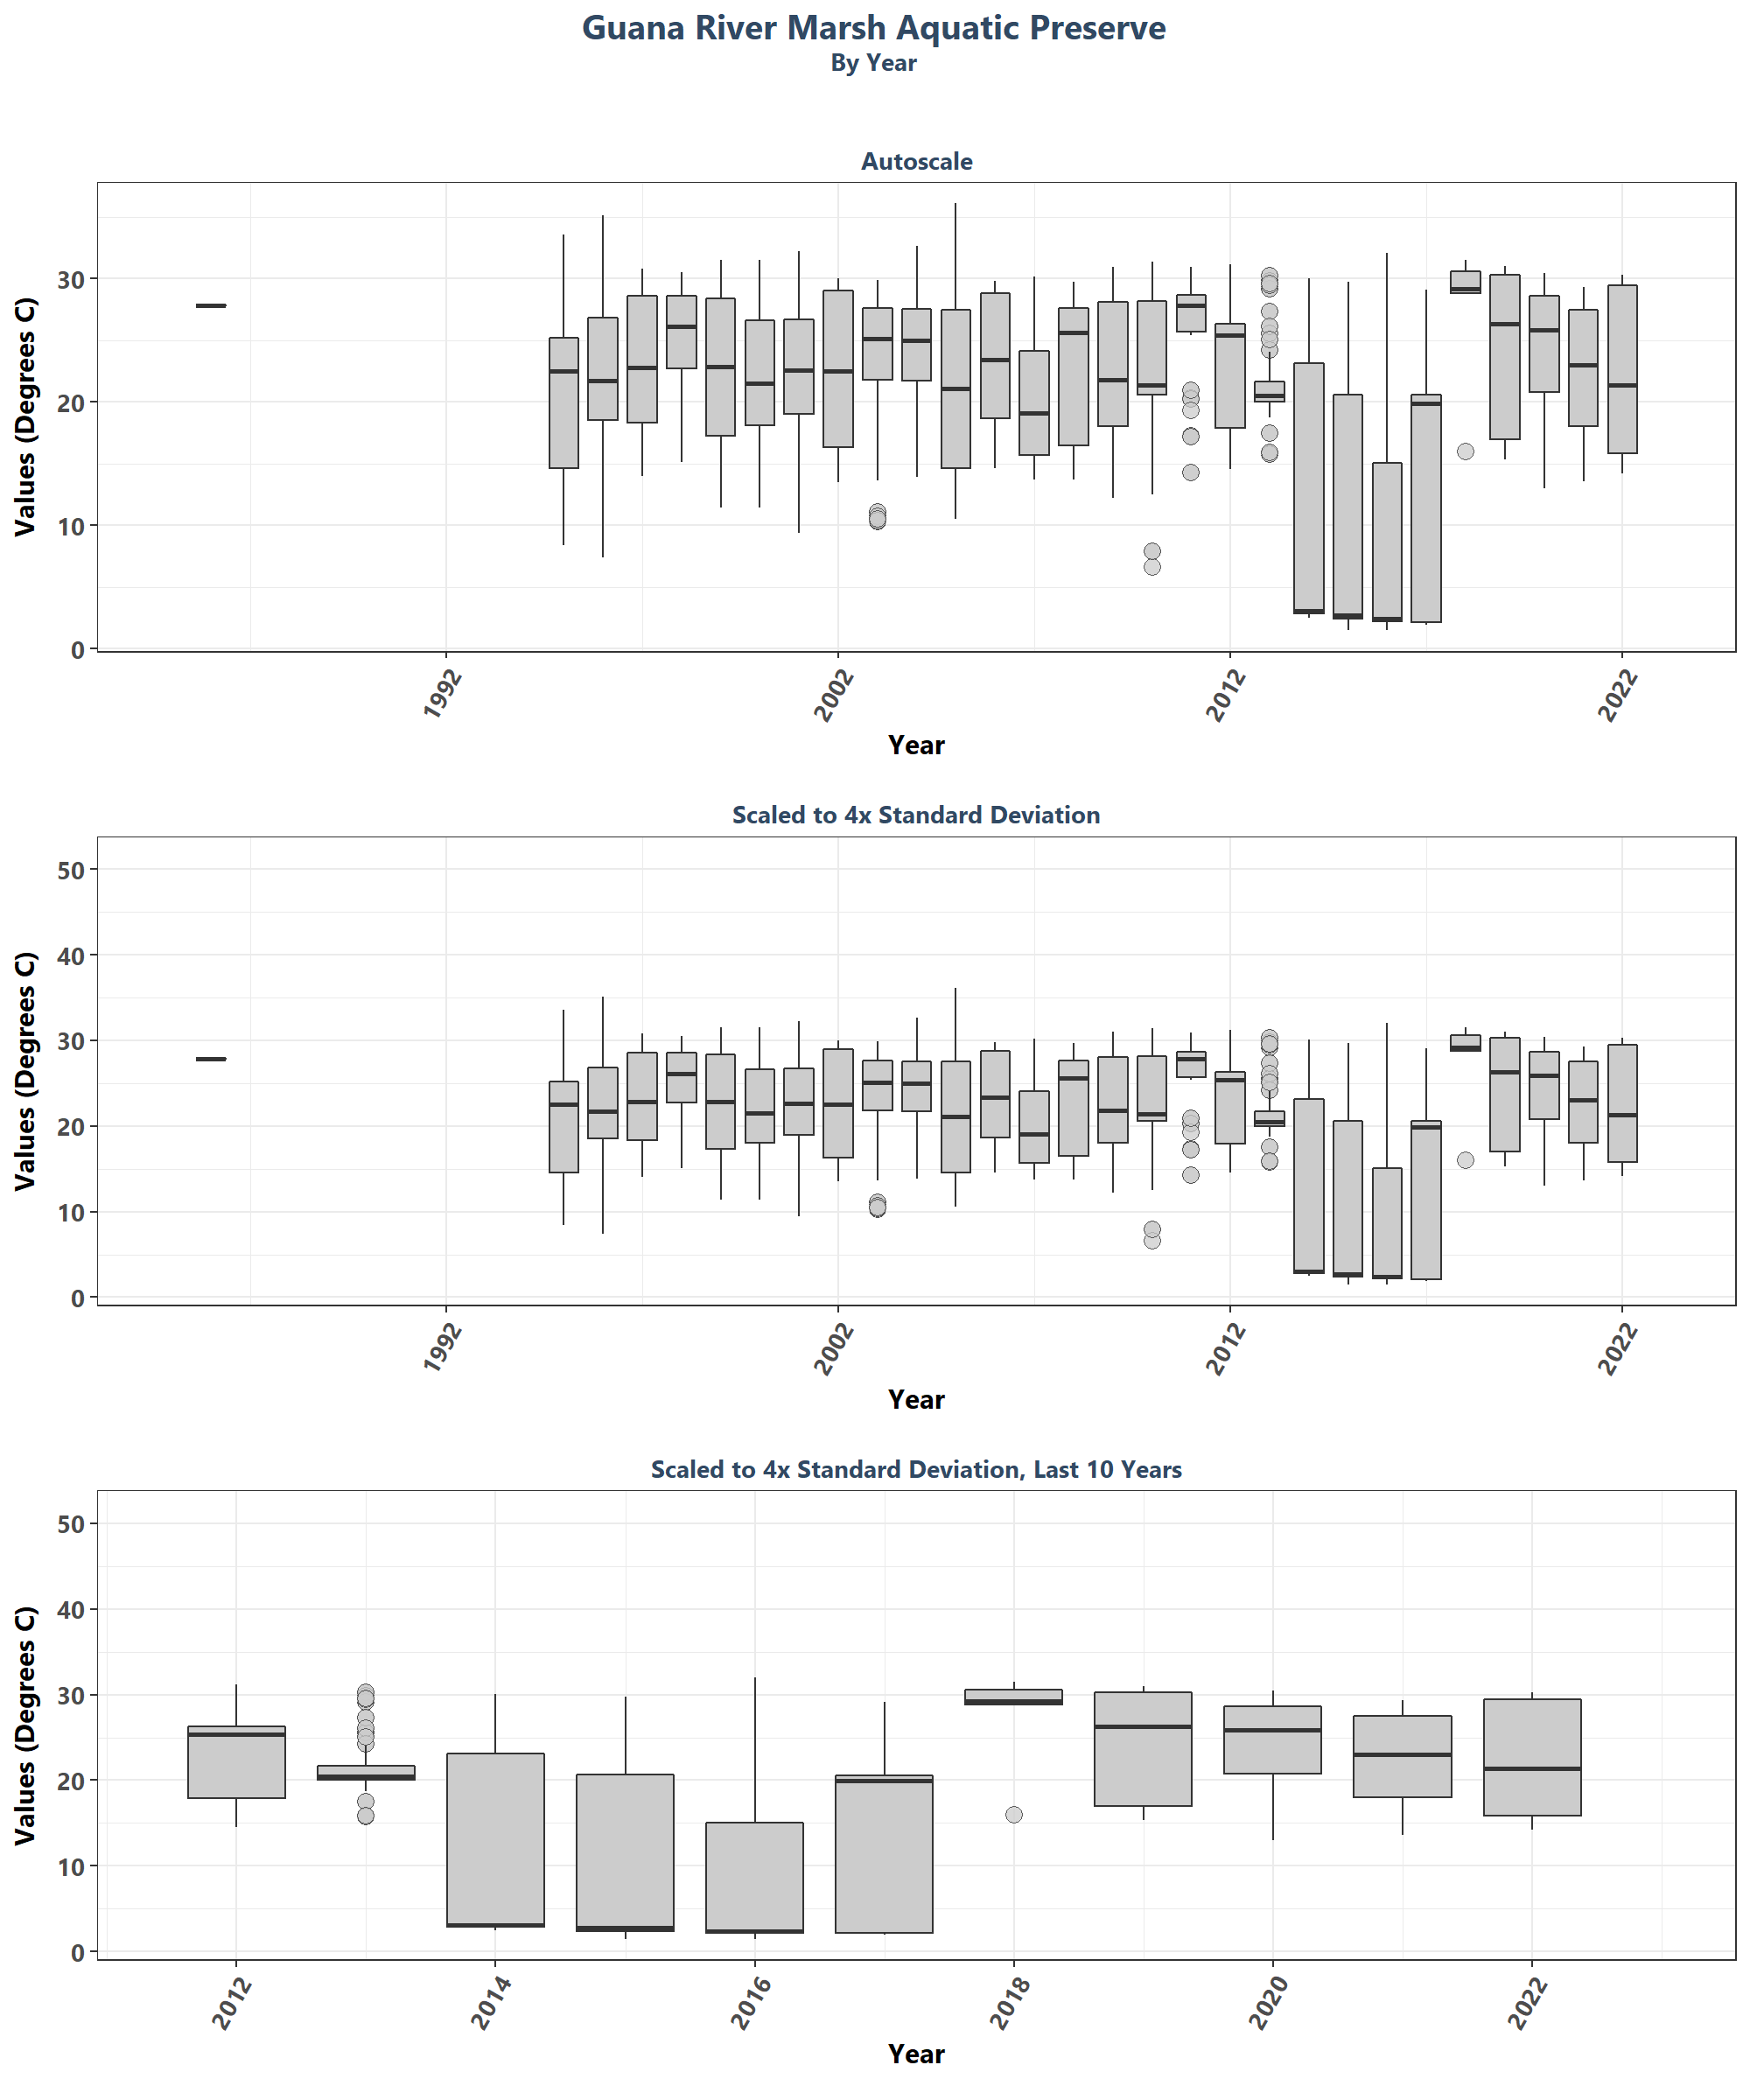 Guana River Marsh Aquatic Preserve
By Year
Autoscale
Values (Degrees C)
30
20
10
0
1992
2002
2012
2022
Year
Scaled to 4x Standard Deviation
Values (Degrees C)
50
40
30
20
10
0
1992
2002
2012
2022
Year
Scaled to 4x Standard Deviation, Last 10 Years
Values (Degrees C)
50
40
30
20
10
0
2012
2014
2016
2018
2020
2022
Year